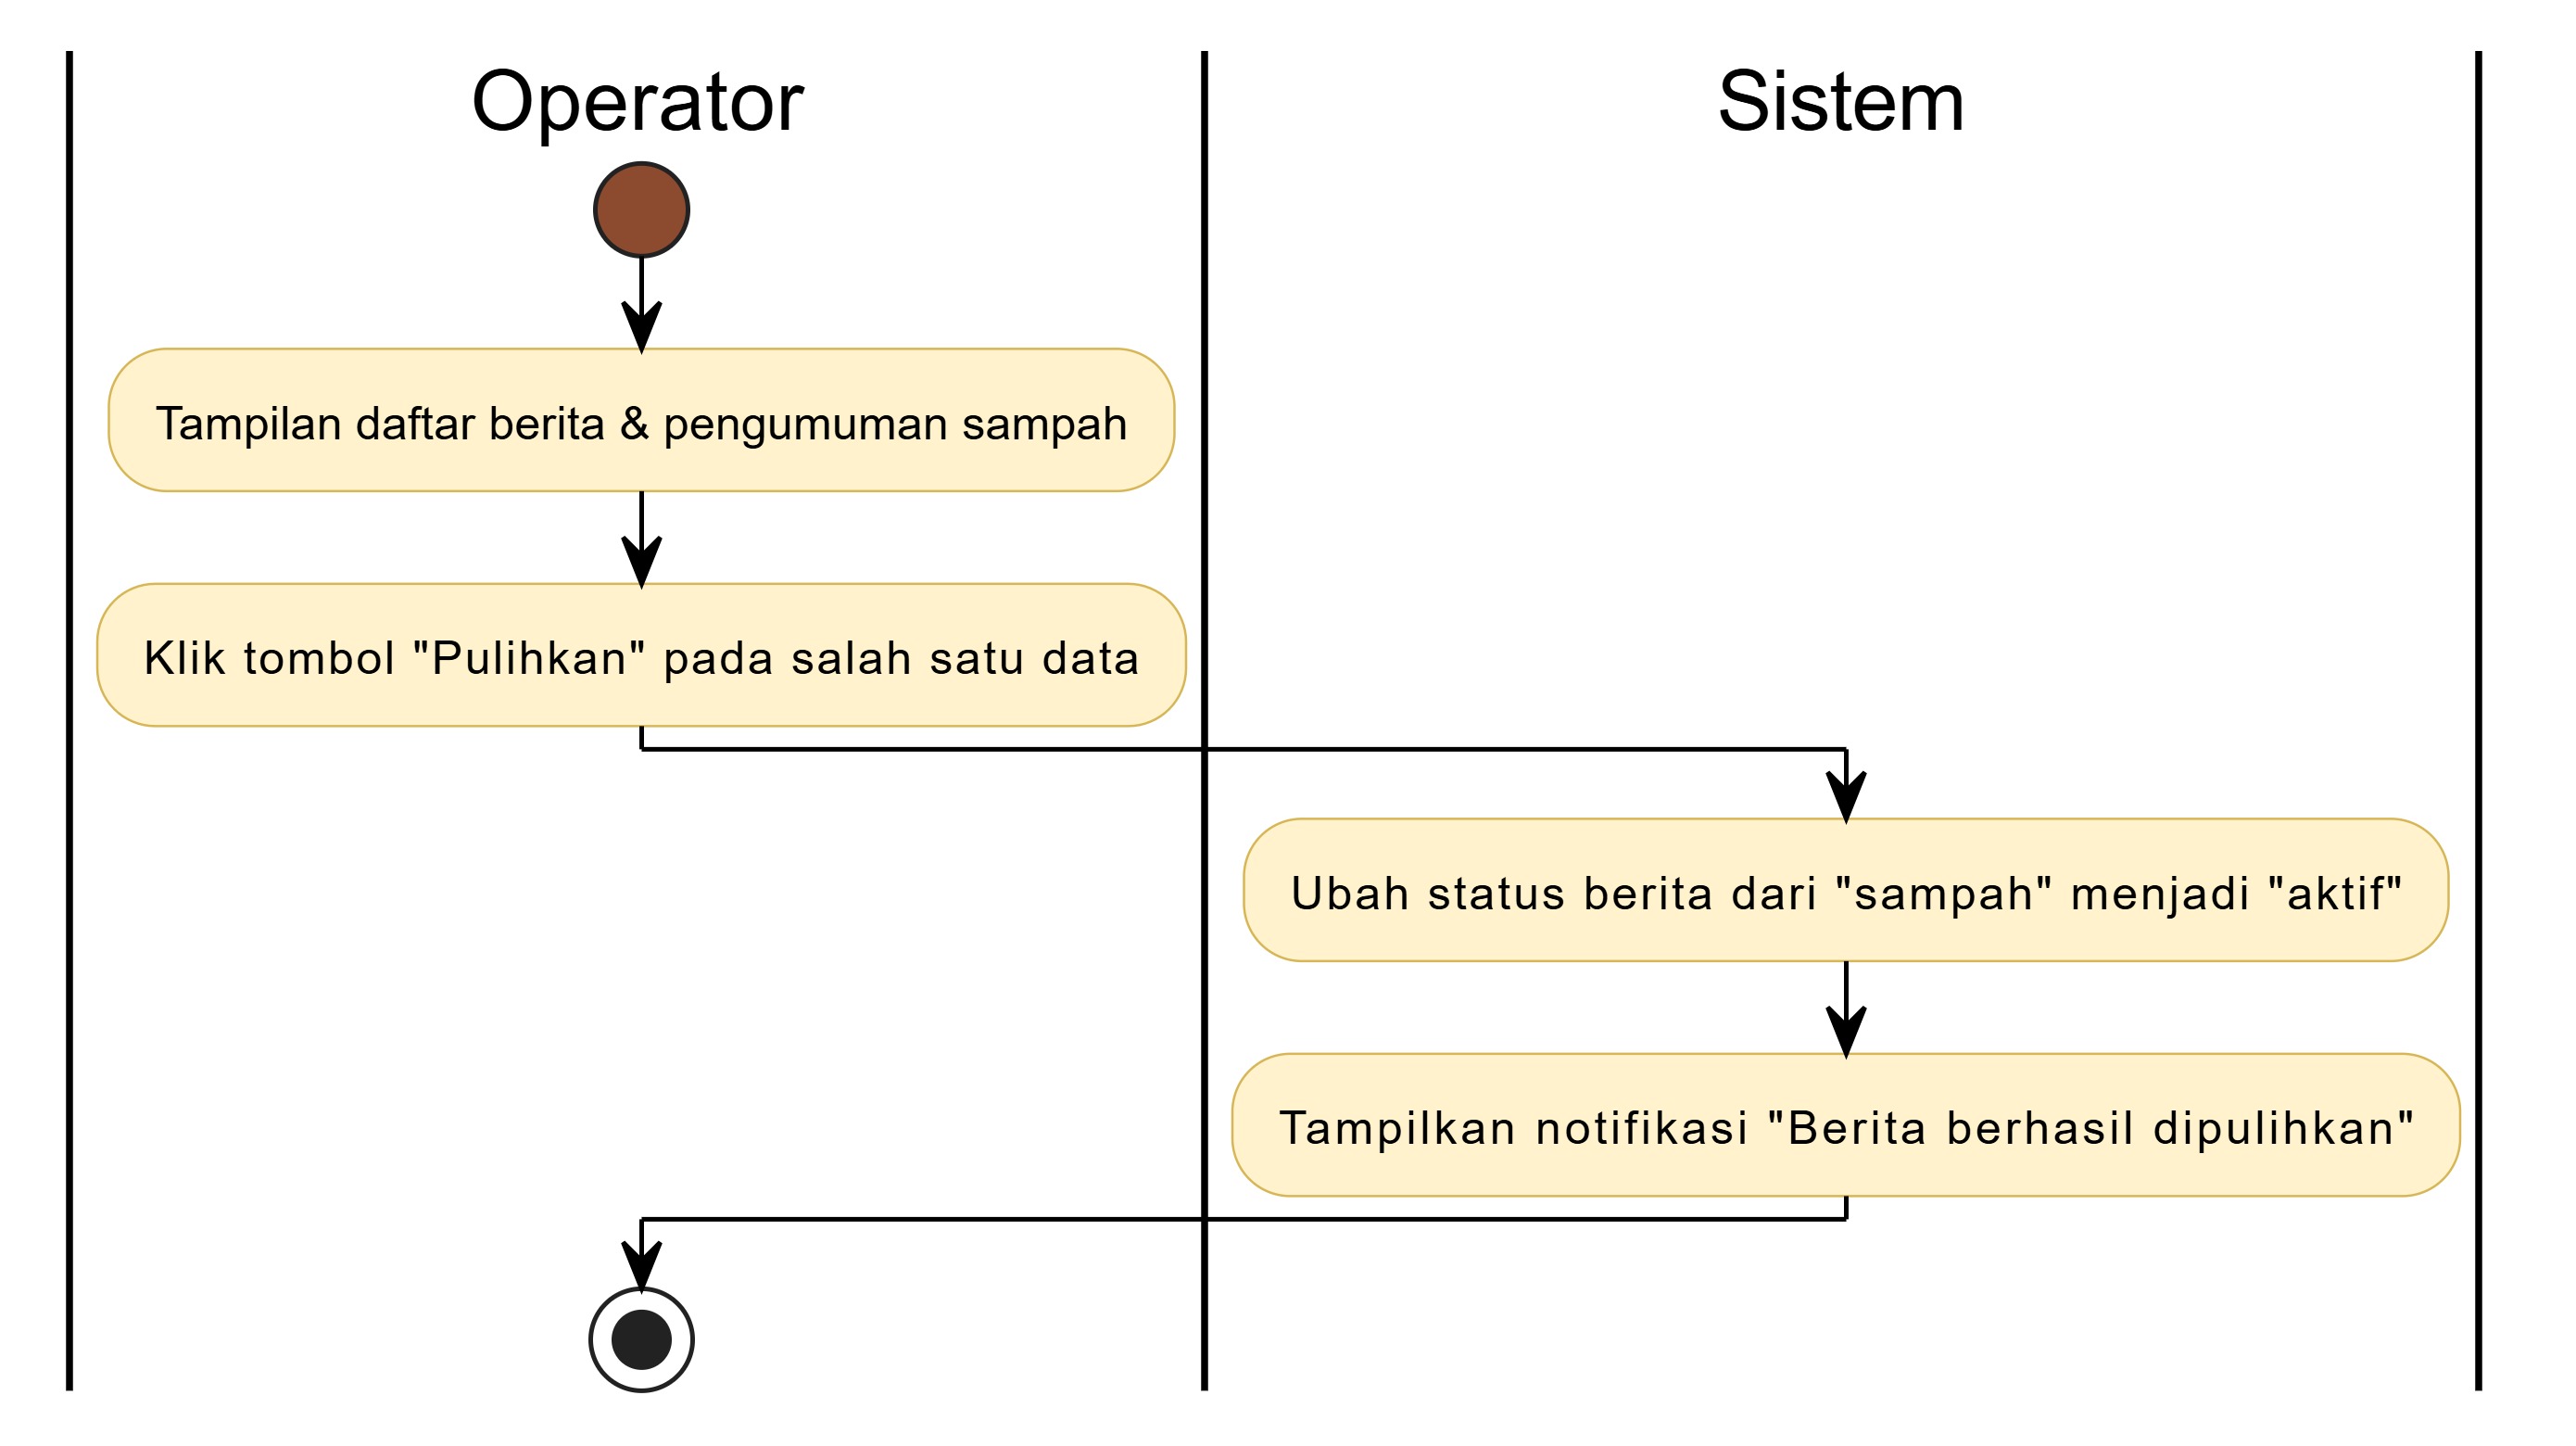 Operator
Sistem
Tampilan daftar berita & pengumuman sampah
Klik tombol "Pulihkan" pada salah satu data
Ubah status berita dari "sampah" menjadi "aktif"
Tampilkan notifikasi "Berita berhasil dipulihkan"